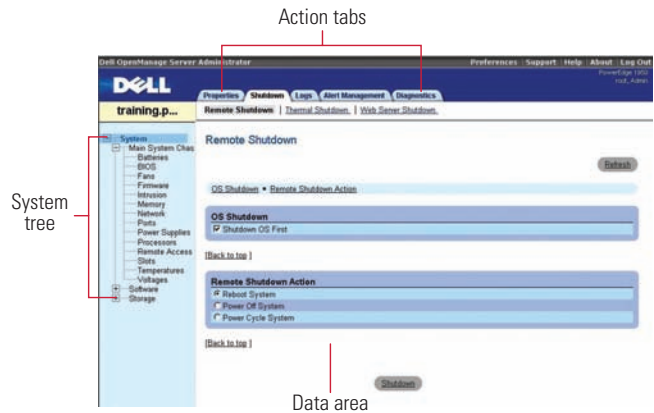 Action tabs
Dell OpenManage Server Administrator
Preferences | Support | Help | About | Log Out
PowerEdge 1950
root, Admin
DELL
Properties Shutdown Logs Alert Management Diagnostics
training.p...
Remote Shutdown | Thermal Shutdown | Web Server Shutdown
System tree
System
Main System Chas
Batteries
BIOS
Fans
Firmware
Intrusion
Memory
Network
Ports
Power Supplies
Processors
Remote Access
Slots
Temperatures
Voltages
Software
Storage
Remote Shutdown
Refresh
OS Shutdown • Remote Shutdown Action
OS Shutdown
Shutdown OS First
[Back to top ]
Remote Shutdown Action
Reboot System
Power Off System
Power Cycle System
[Back to top ]
Shutdown
Data area